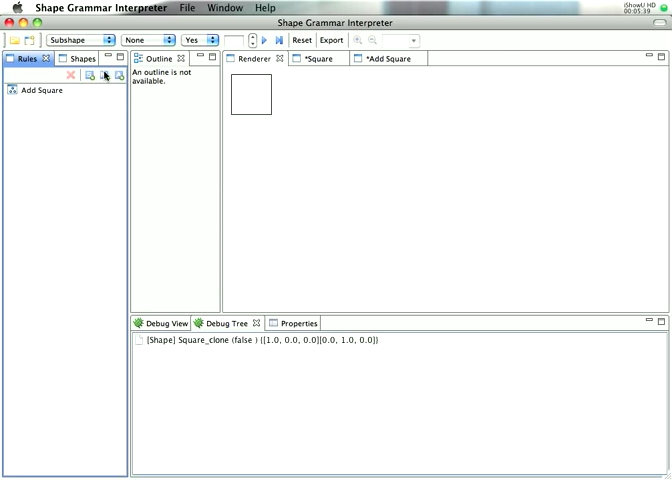 Shape Grammar Interpreter File Window Help
iShowU HD
00:05:39
Shape Grammar Interpreter
Subshape None Yes Reset Export
Rules Shapes
Add Square
Outline
An outline is not
available.
Renderer *Square *Add Square
Debug View Debug Tree Properties
[Shape] Square_clone (false ) ([1.0, 0.0, 0.0][0.0, 1.0, 0.0])